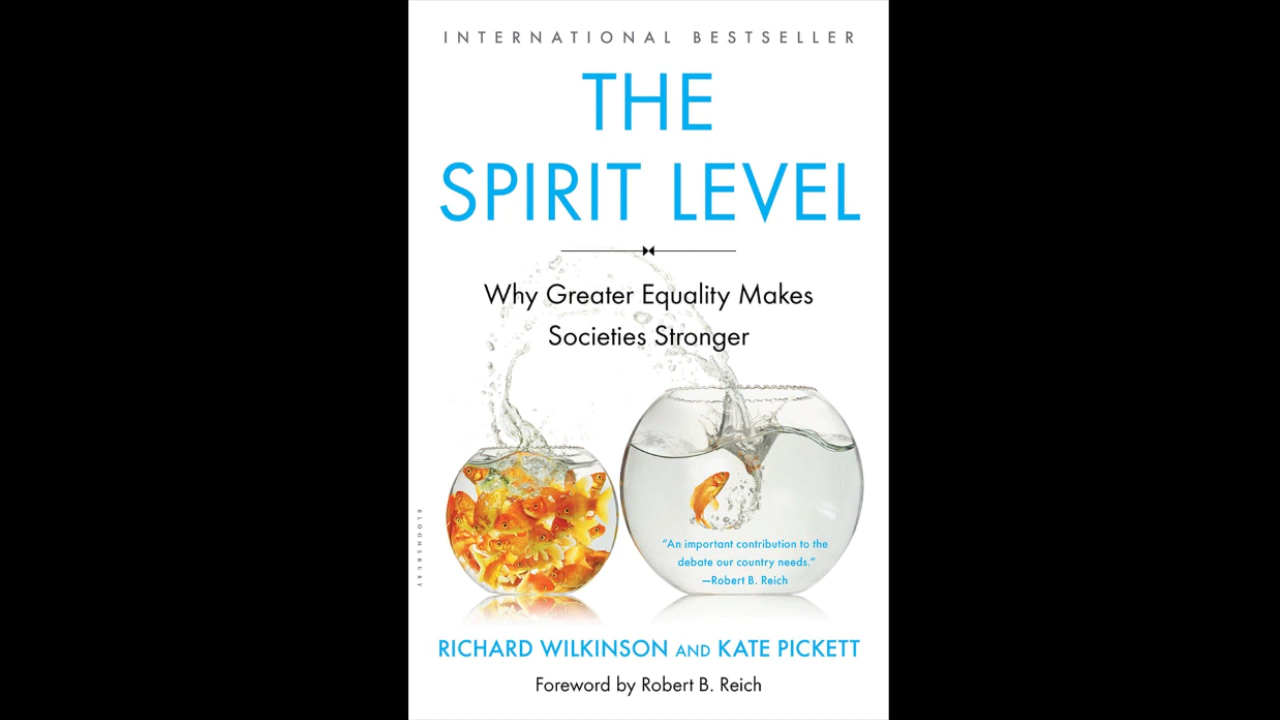 INTERNATIONAL BESTSELLER
THE
SPIRIT LEVEL
Why Greater Equality Makes
Societies Stronger
“An important contribution to the
debate our country needs.”
—Robert B. Reich
BLOOMSBURY
RICHARD WILKINSON AND KATE PICKETT
Foreword by Robert B. Reich